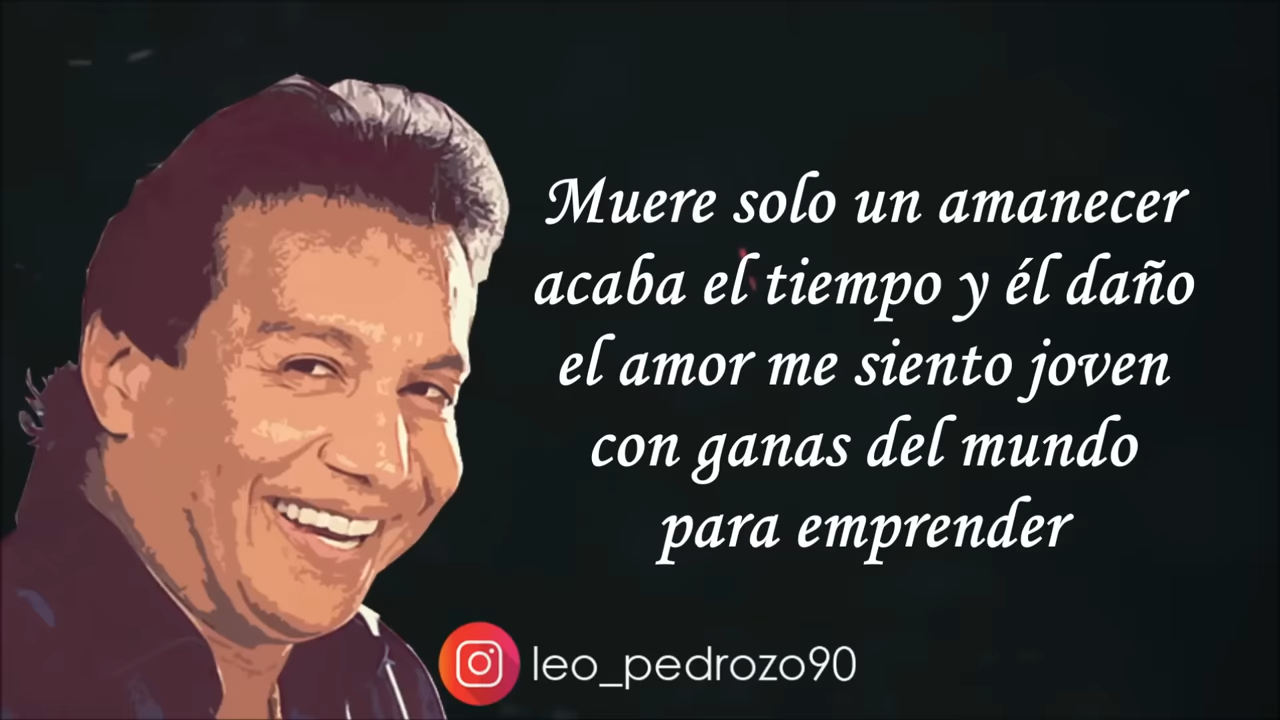 Muere solo un amanecer
acaba el tiempo y él daño
el amor me siento joven
con ganas del mundo
para emprender
leo_pedrozo90